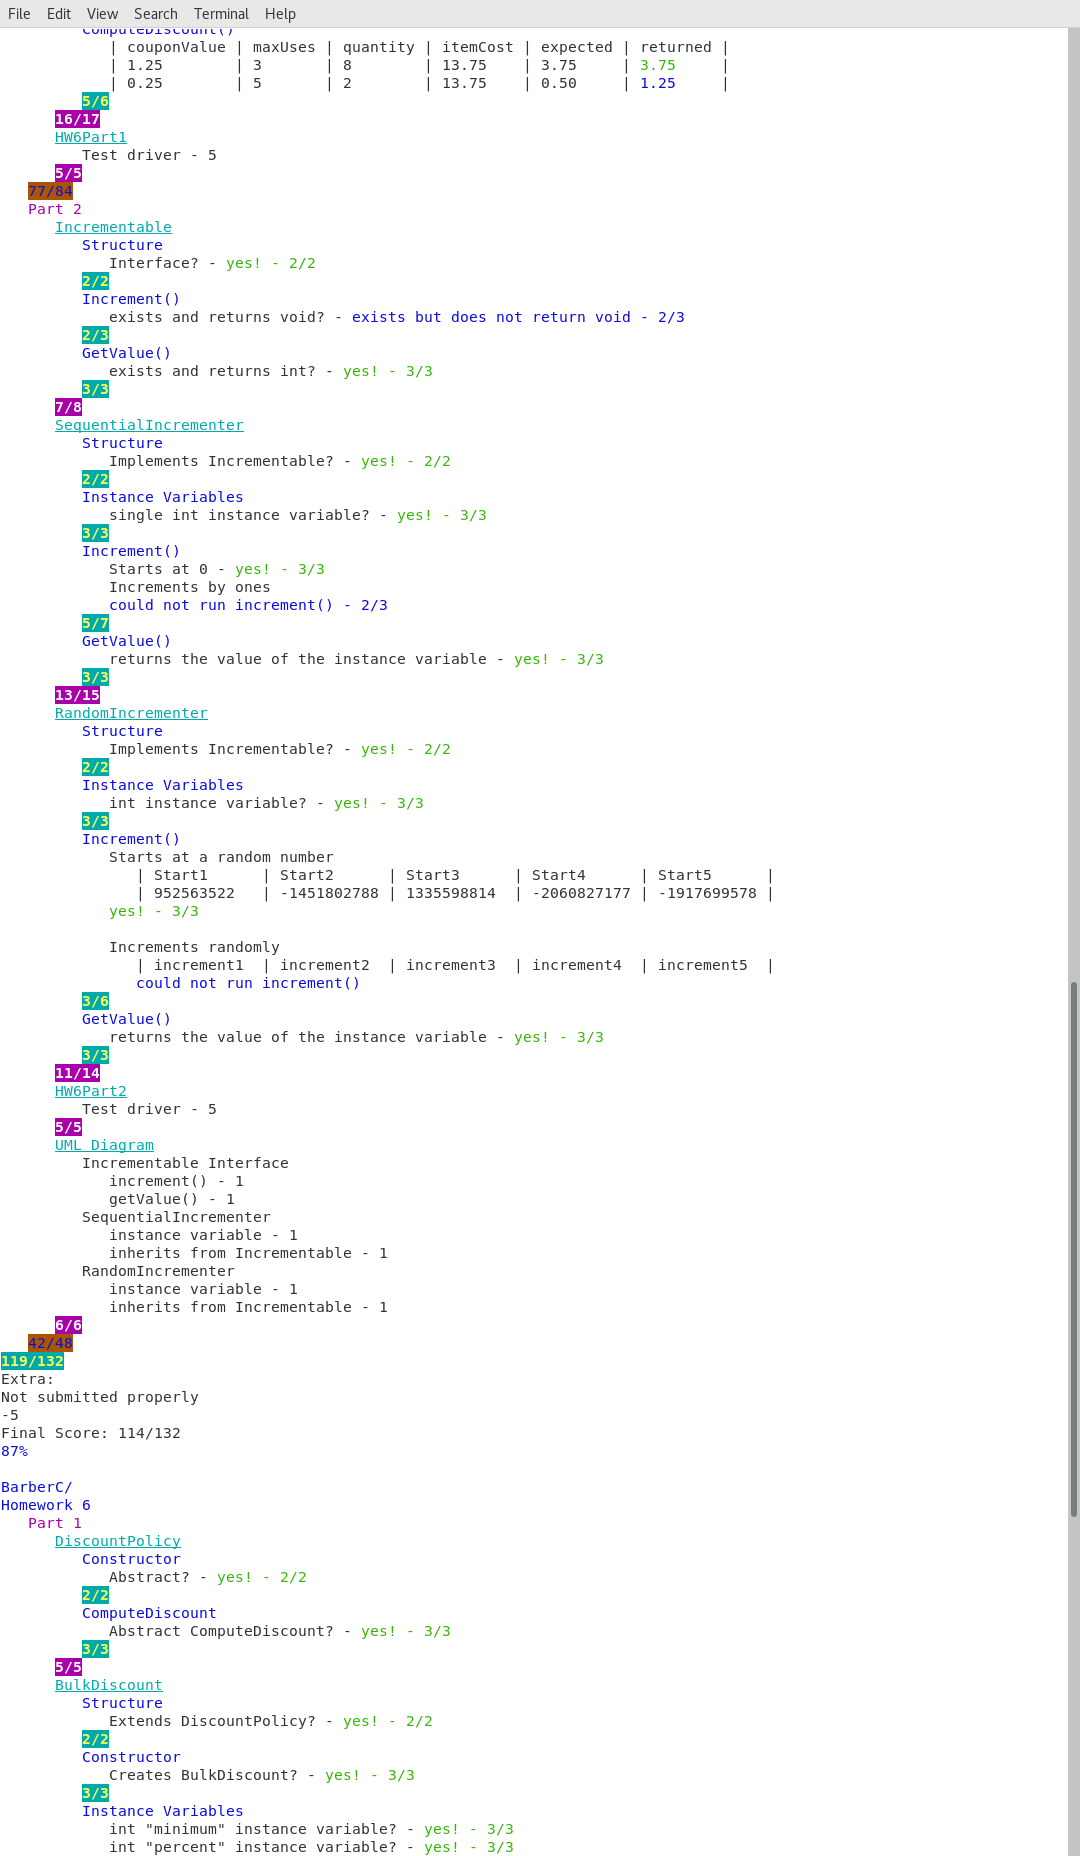 File Edit View Search Terminal Help
ComputeDiscount()
| couponValue | maxUses | quantity | itemCost | expected | returned |
| 1.25 | 3 | 8 | 13.75 | 3.75 | 3.75 |
| 0.25 | 5 | 2 | 13.75 | 0.50 | 1.25 |
5/6
16/17
HW6Part1
Test driver - 5
5/5
77/84
Part 2
Incrementable
Structure
Interface? - yes! - 2/2
2/2
Increment()
exists and returns void? - exists but does not return void - 2/3
2/3
GetValue()
exists and returns int? - yes! - 3/3
3/3
7/8
SequentialIncrementer
Structure
Implements Incrementable? - yes! - 2/2
2/2
Instance Variables
single int instance variable? - yes! - 3/3
3/3
Increment()
Starts at 0 - yes! - 3/3
Increments by ones
could not run increment() - 2/3
5/7
GetValue()
returns the value of the instance variable - yes! - 3/3
3/3
13/15
RandomIncrementer
Structure
Implements Incrementable? - yes! - 2/2
2/2
Instance Variables
int instance variable? - yes! - 3/3
3/3
Increment()
Starts at a random number
| Start1 | Start2 | Start3 | Start4 | Start5 |
| 952563522 | -1451802788 | 1335598814 | -2060827177 | -1917699578 |
yes! - 3/3
Increments randomly
| increment1 | increment2 | increment3 | increment4 | increment5 |
could not run increment()
3/6
GetValue()
returns the value of the instance variable - yes! - 3/3
3/3
11/14
HW6Part2
Test driver - 5
5/5
UML Diagram
Incrementable Interface
increment() - 1
getValue() - 1
SequentialIncrementer
instance variable - 1
inherits from Incrementable - 1
RandomIncrementer
instance variable - 1
inherits from Incrementable - 1
6/6
42/48
119/132
Extra:
Not submitted properly
-5
Final Score: 114/132
87%
BarberC/
Homework 6
Part 1
DiscountPolicy
Constructor
Abstract? - yes! - 2/2
2/2
ComputeDiscount
Abstract ComputeDiscount? - yes! - 3/3
3/3
5/5
BulkDiscount
Structure
Extends DiscountPolicy? - yes! - 2/2
2/2
Constructor
Creates BulkDiscount? - yes! - 3/3
3/3
Instance Variables
int "minimum" instance variable? - yes! - 3/3
int "percent" instance variable? - yes! - 3/3